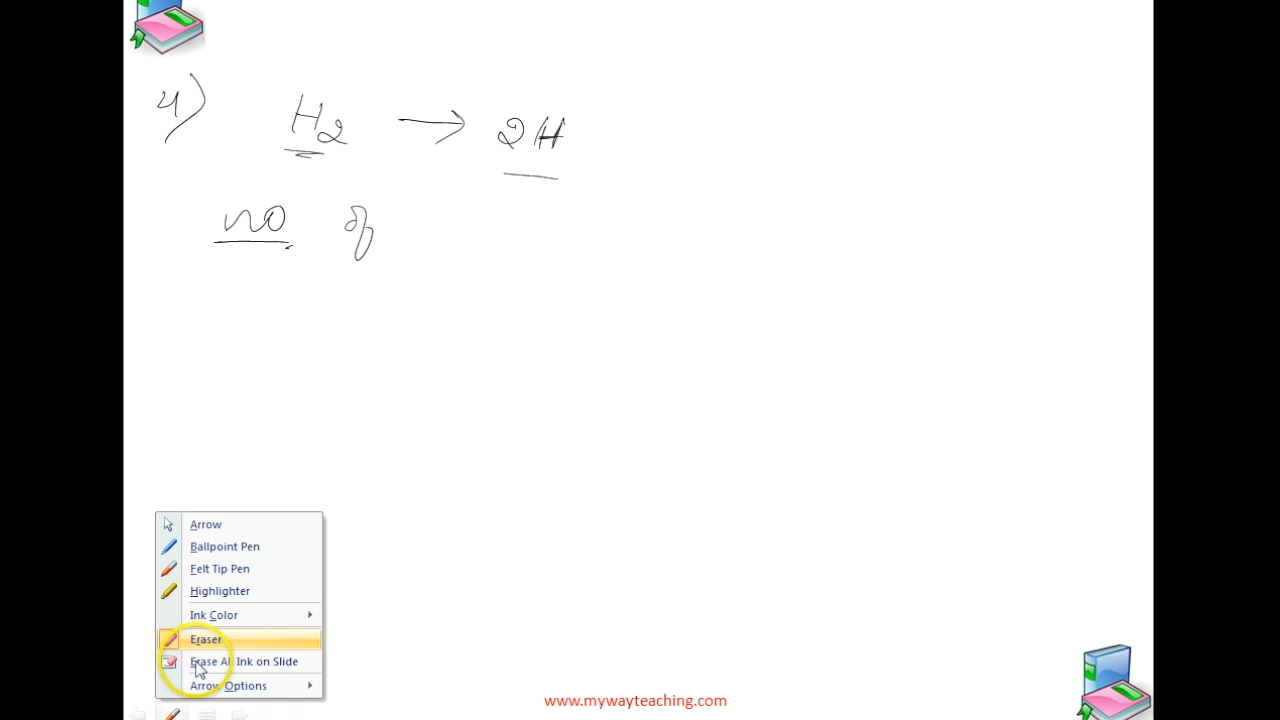 4) H2 → 2H
no of
Arrow
Ballpoint Pen
Felt Tip Pen
Highlighter
Ink Color
Eraser
Erase All Ink on Slide
Arrow Options
www.mywayteaching.com